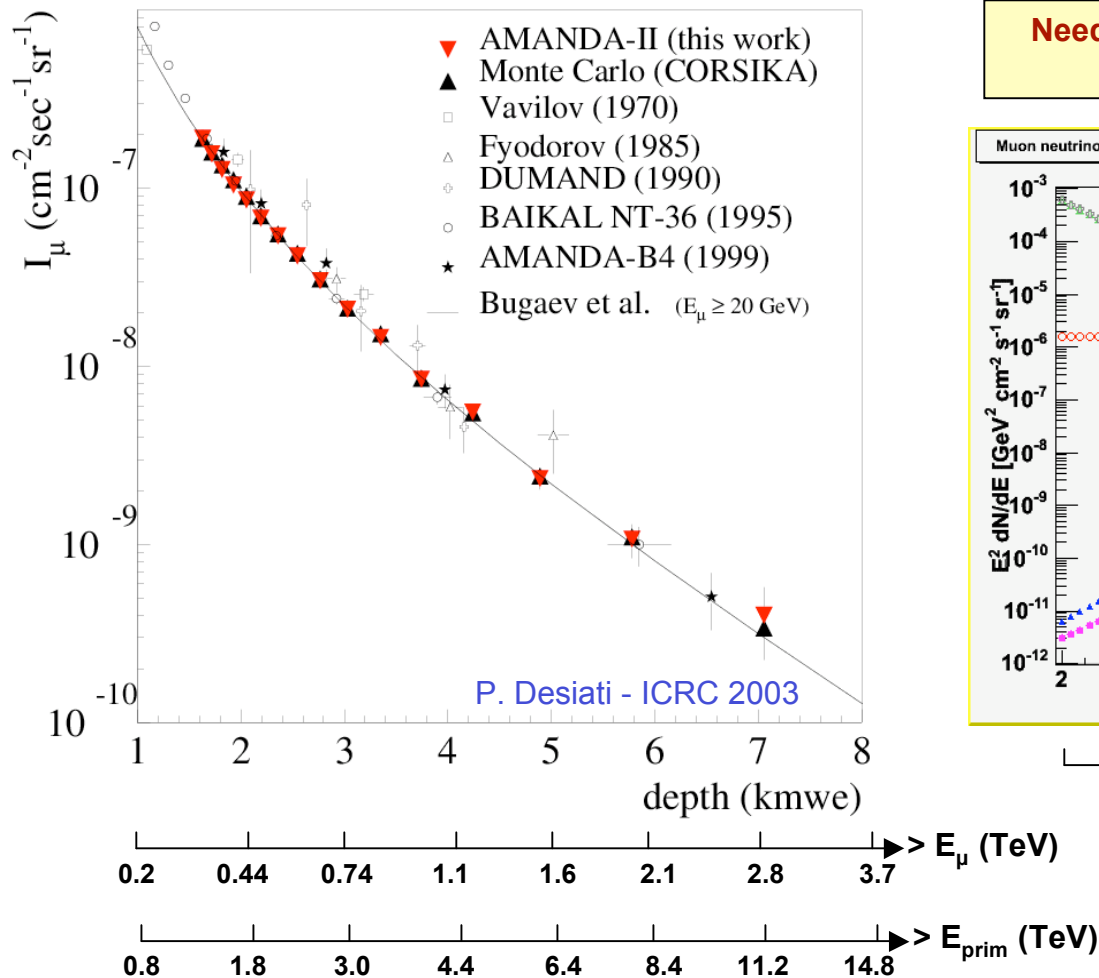 I_μ (cm⁻²sec⁻¹sr⁻¹)
10⁻⁷
10⁻⁸
10⁻⁹
10⁻¹⁰
AMANDA-II (this work)
Monte Carlo (CORSIKA)
Vavilov (1970)
Fyodorov (1985)
DUMAND (1990)
BAIKAL NT-36 (1995)
AMANDA-B4 (1999)
Bugaev et al. (E_μ ≥ 20 GeV)
P. Desiati - ICRC 2003
1 2 3 4 5 6 7 8
depth (kmwe)
> E_μ (TeV)
0.2 0.44 0.74 1.1 1.6 2.1 2.8 3.7
> E_prim (TeV)
0.8 1.8 3.0 4.4 6.4 8.4 11.2 14.8
Need
Muon neutrino
E² dN/dE [GeV² cm⁻² s⁻¹ sr⁻¹]
10⁻³
10⁻⁴
10⁻⁵
10⁻⁶
10⁻⁷
10⁻⁸
10⁻⁹
10⁻¹⁰
10⁻¹¹
10⁻¹²
2